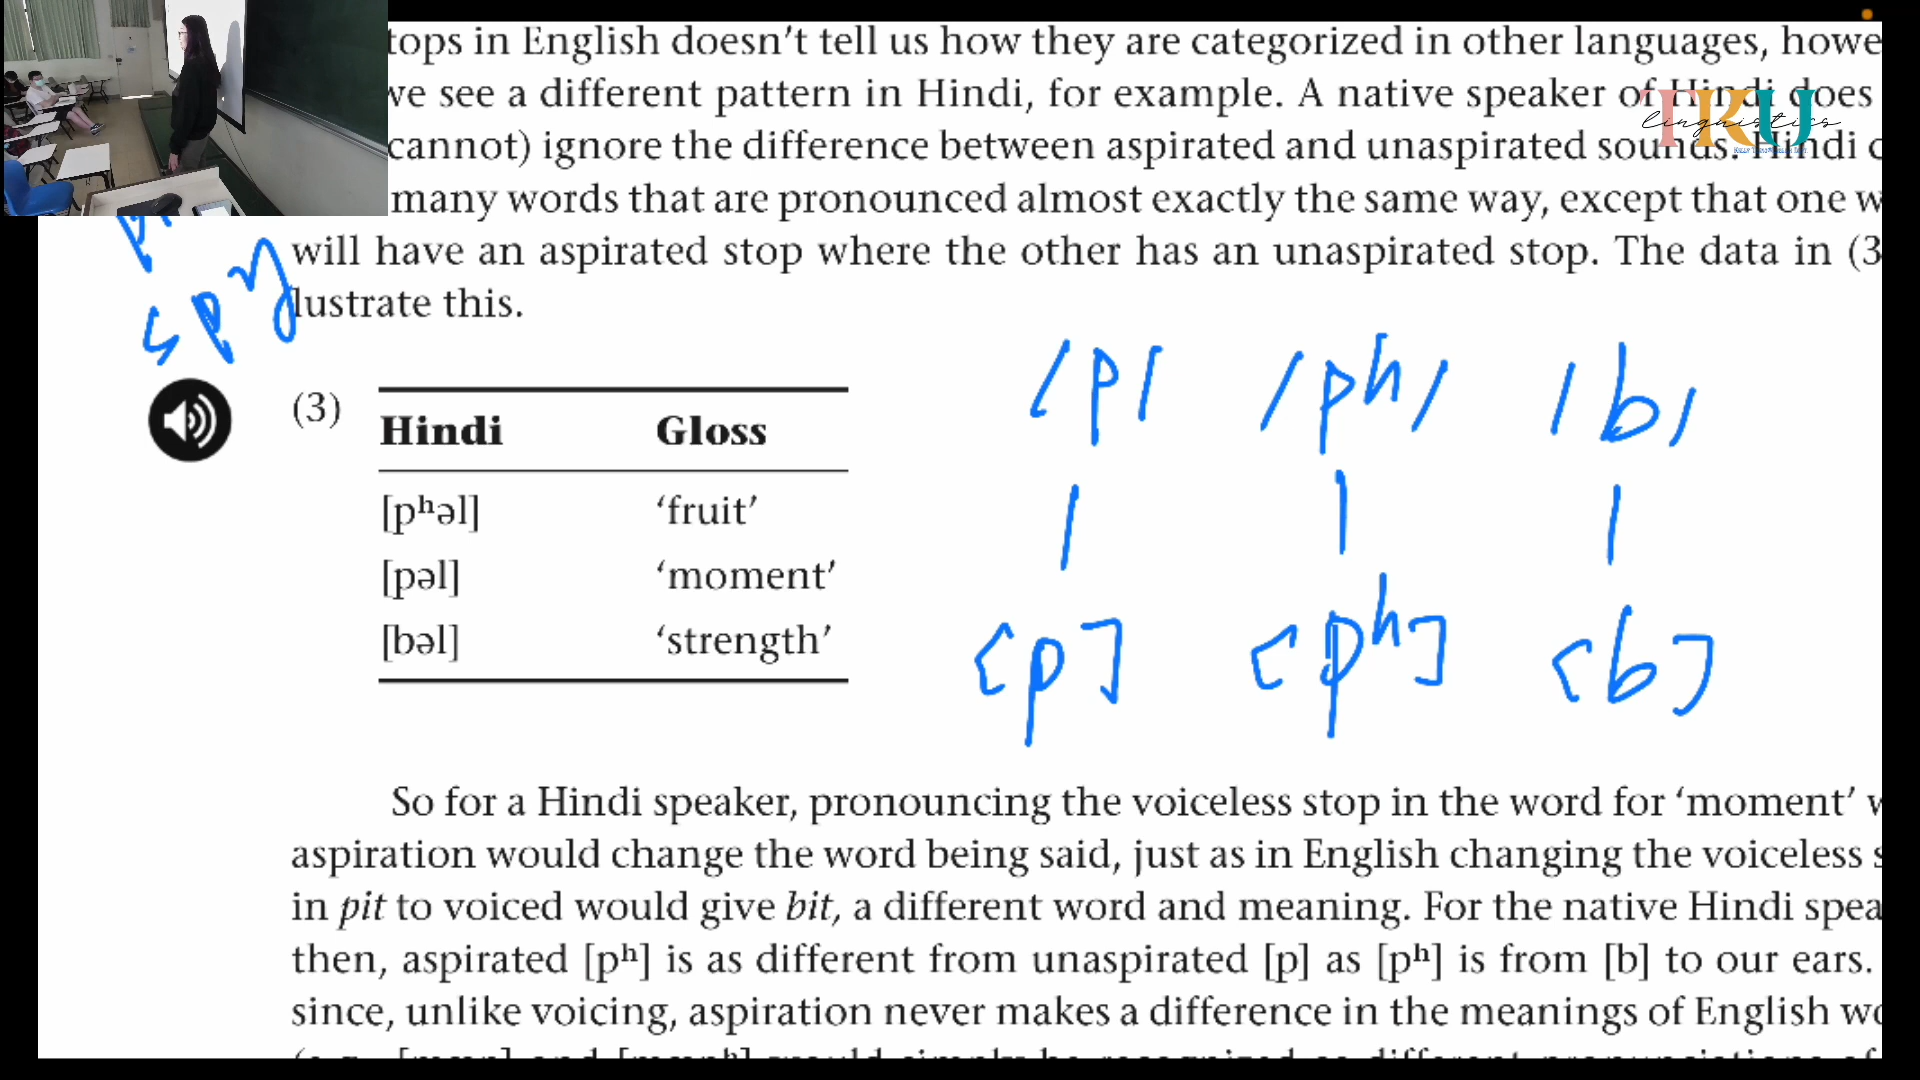 tops in English doesn't tell us how they are categorized in other languages, howe
we see a different pattern in Hindi, for example. A native speaker of Hindi does
cannot) ignore the difference between aspirated and unaspirated sounds. Hindi
many words that are pronounced almost exactly the same way, except that one w
will have an aspirated stop where the other has an unaspirated stop. The data in (3
lustrate this.
TKU
linguistics
spy
(3)
Hindi Gloss
[pʰəl] ‘fruit’
[pəl] ‘moment’
[bəl] ‘strength’
/p/ /pʰ/ /b/
[p] [pʰ] [b]
So for a Hindi speaker, pronouncing the voiceless stop in the word for ‘moment’ w
aspiration would change the word being said, just as in English changing the voiceless s
in pit to voiced would give bit, a different word and meaning. For the native Hindi spea
then, aspirated [pʰ] is as different from unaspirated [p] as [pʰ] is from [b] to our ears.
since, unlike voicing, aspiration never makes a difference in the meanings of English wo